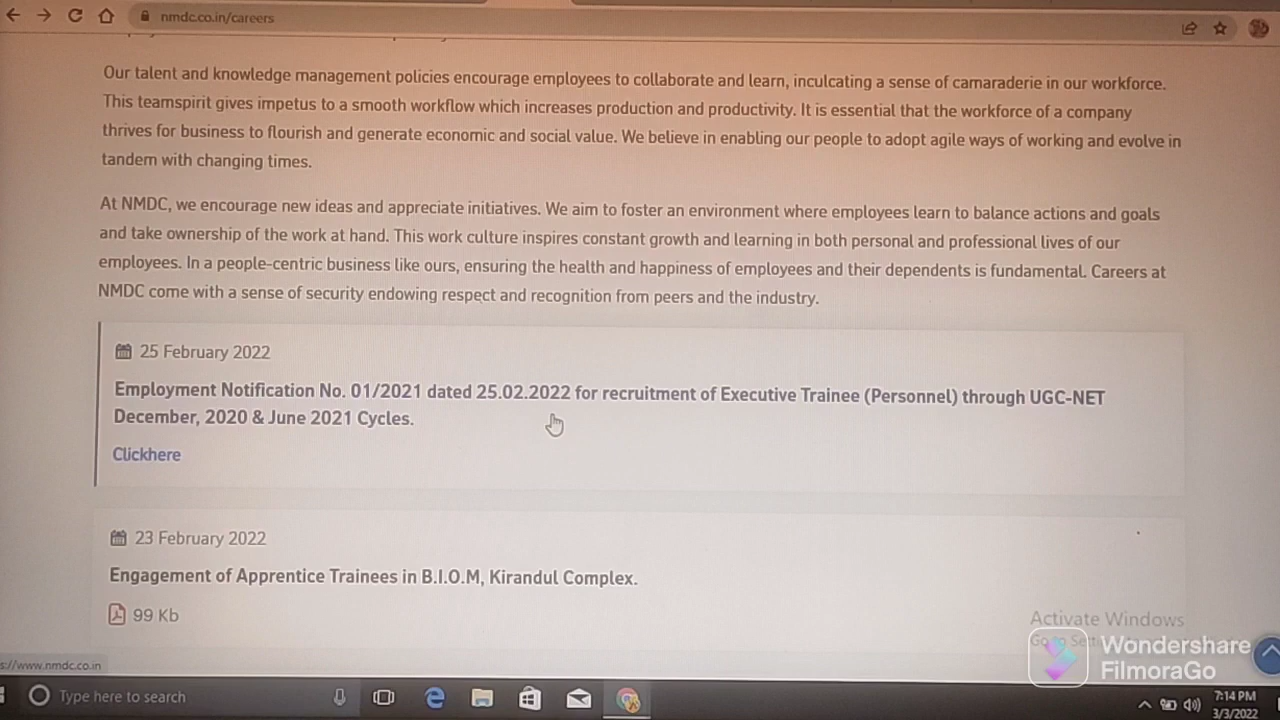 nmdc.co.in/careers
Our talent and knowledge management policies encourage employees to collaborate and learn, inculcating a sense of camaraderie in our workforce.
This teamspirit gives impetus to a smooth workflow which increases production and productivity. It is essential that the workforce of a company
thrives for business to flourish and generate economic and social value. We believe in enabling our people to adopt agile ways of working and evolve in
tandem with changing times.
At NMDC, we encourage new ideas and appreciate initiatives. We aim to foster an environment where employees learn to balance actions and goals
and take ownership of the work at hand. This work culture inspires constant growth and learning in both personal and professional lives of our
employees. In a people-centric business like ours, ensuring the health and happiness of employees and their dependents is fundamental. Careers at
NMDC come with a sense of security endowing respect and recognition from peers and the industry.
25 February 2022
Employment Notification No. 01/2021 dated 25.02.2022 for recruitment of Executive Trainee (Personnel) through UGC-NET
December, 2020 & June 2021 Cycles.
Clickhere
23 February 2022
Engagement of Apprentice Trainees in B.I.O.M, Kirandul Complex.
99 Kb
Activate Windows
Go to Sett
Wondershare
FilmoraGo
s://www.nmdc.co.in
Type here to search
7:14 PM
3/3/2022